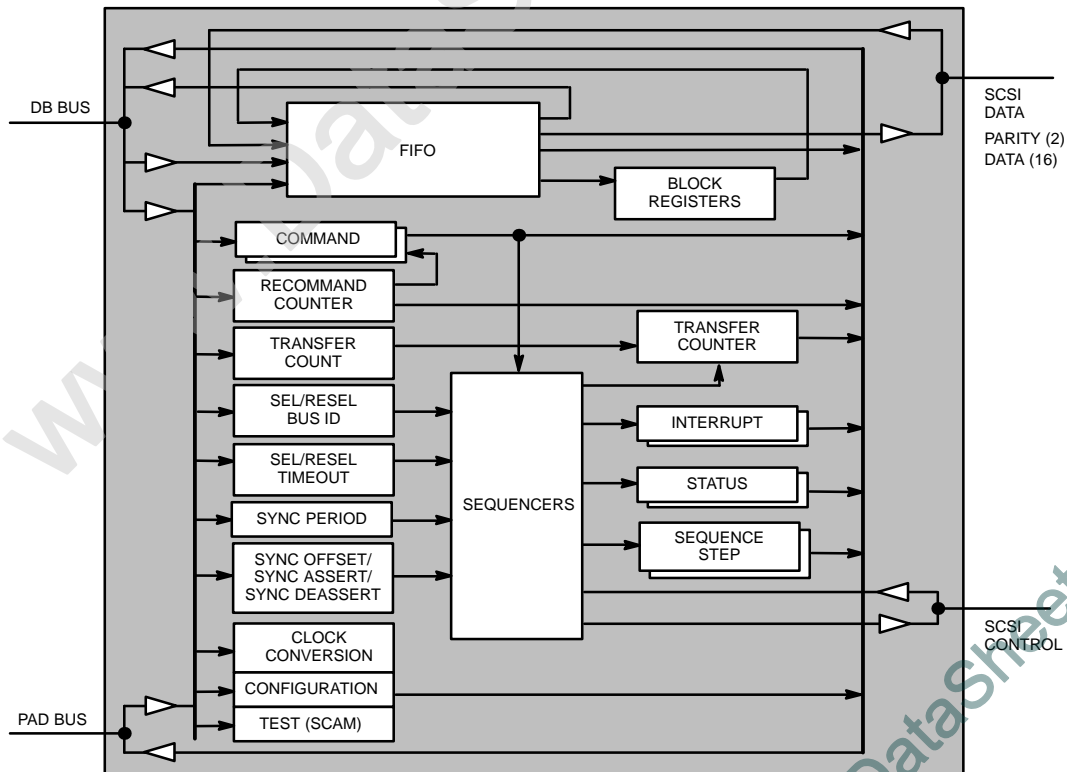 DB BUS
SCSI
DATA
PARITY (2)
DATA (16)
FIFO
BLOCK
REGISTERS
COMMAND
RECOMMAND
COUNTER
TRANSFER
COUNT
TRANSFER
COUNTER
SEL/RESEL
BUS ID
INTERRUPT
SEL/RESEL
TIMEOUT
STATUS
SEQUENCERS
SYNC PERIOD
SEQUENCE
STEP
SYNC OFFSET/
SYNC ASSERT/
SYNC DEASSERT
CLOCK
CONVERSION
SCSI
CONTROL
CONFIGURATION
PAD BUS
TEST (SCAM)
DataSheet